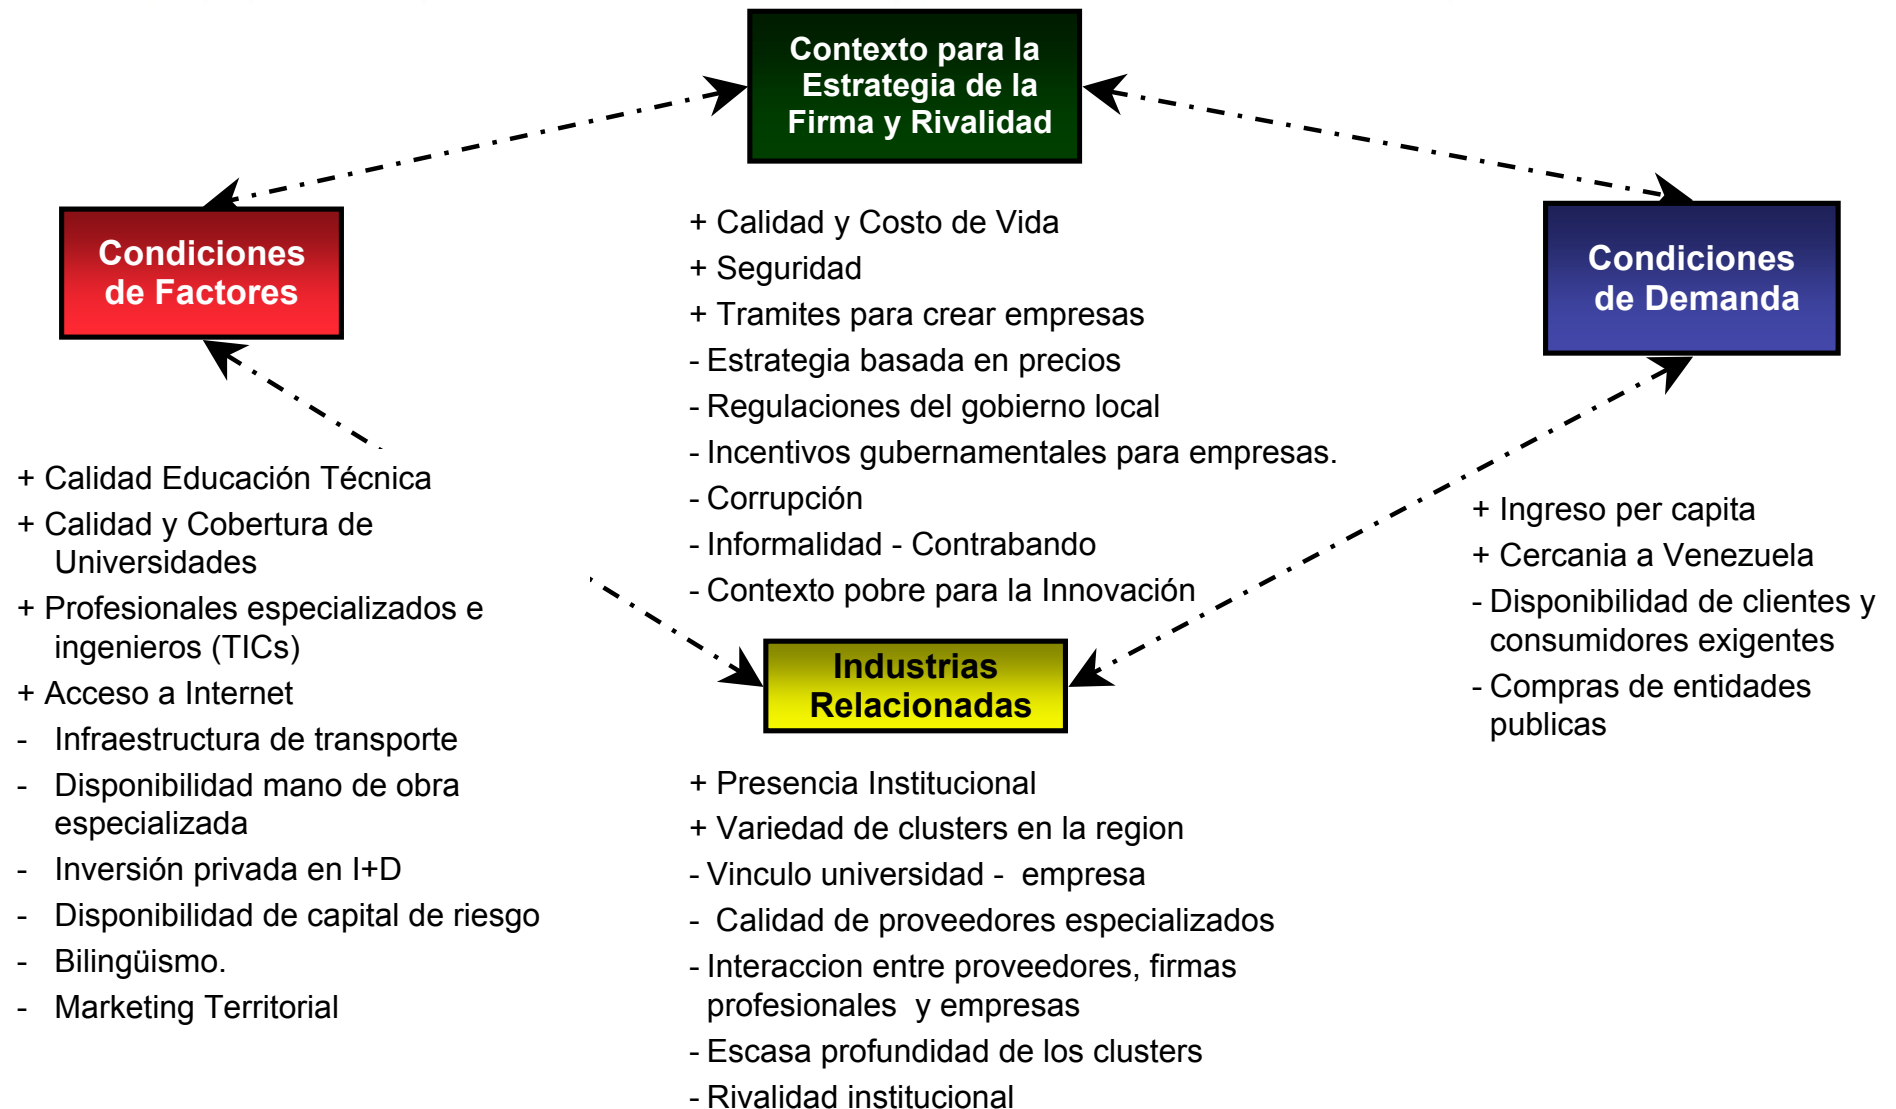 Contexto para la
Estrategia de la
Firma y Rivalidad
Condiciones
de Factores
Condiciones
de Demanda
+ Calidad y Costo de Vida
+ Seguridad
+ Tramites para crear empresas
- Estrategia basada en precios
- Regulaciones del gobierno local
- Incentivos gubernamentales para empresas.
- Corrupción
- Informalidad - Contrabando
- Contexto pobre para la Innovación
+ Calidad Educación Técnica
+ Calidad y Cobertura de
Universidades
+ Profesionales especializados e
ingenieros (TICs)
+ Acceso a Internet
- Infraestructura de transporte
- Disponibilidad mano de obra
especializada
- Inversión privada en I+D
- Disponibilidad de capital de riesgo
- Bilingüismo.
- Marketing Territorial
+ Ingreso per capita
+ Cercania a Venezuela
- Disponibilidad de clientes y
consumidores exigentes
- Compras de entidades
publicas
Industrias
Relacionadas
+ Presencia Institucional
+ Variedad de clusters en la region
- Vinculo universidad - empresa
- Calidad de proveedores especializados
- Interaccion entre proveedores, firmas
profesionales y empresas
- Escasa profundidad de los clusters
- Rivalidad institucional